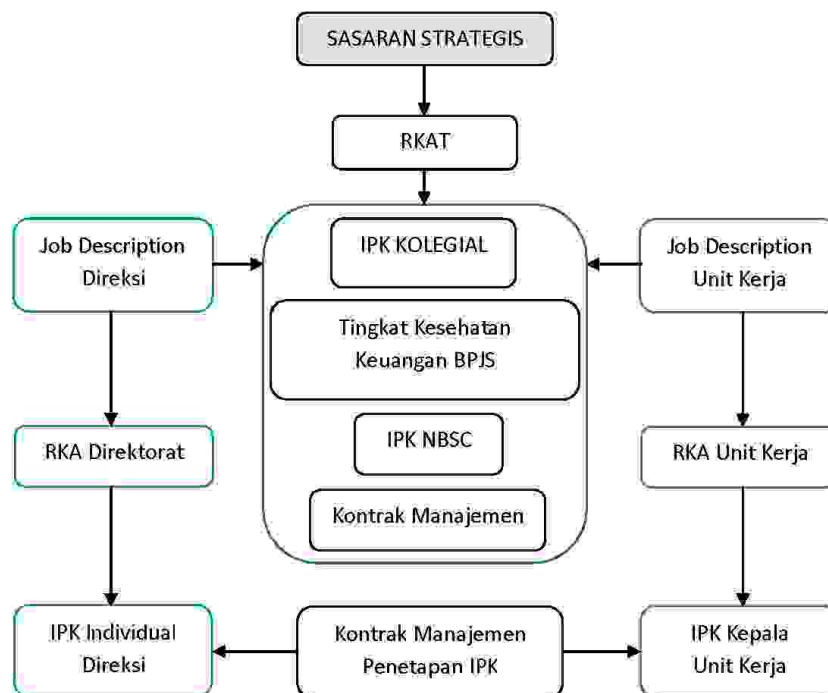 SASARAN STRATEGIS
RKAT
Job Description
Direksi
IPK KOLEGIAL
Job Description
Unit Kerja
Tingkat Kesehatan
Keuangan BPJS
RKA Direktorat
IPK NBSC
RKA Unit Kerja
Kontrak Manajemen
IPK Individual
Direksi
Kontrak Manajemen
Penetapan IPK
IPK Kepala
Unit Kerja